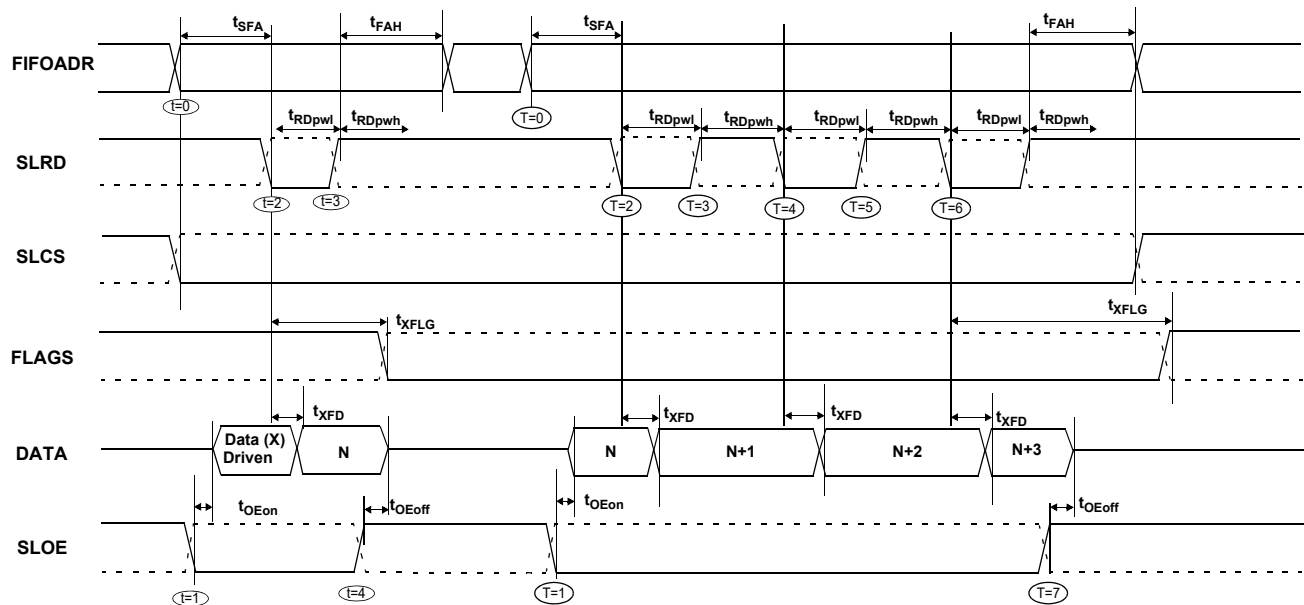 tSFA tFAH tSFA tFAH
FIFOADR
t=0 T=0
tRDpwl tRDpwh tRDpwl tRDpwh tRDpwl tRDpwh tRDpwl tRDpwh
SLRD
t=2 t=3 T=2 T=3 T=4 T=5 T=6
SLCS
tXFLG tXFLG
FLAGS
tXFD tXFD tXFD tXFD
DATA
Data (X)
Driven
N N N+1 N+2 N+3
tOEon tOEoff tOEon tOEoff
SLOE
t=1 t=4 T=1 T=7